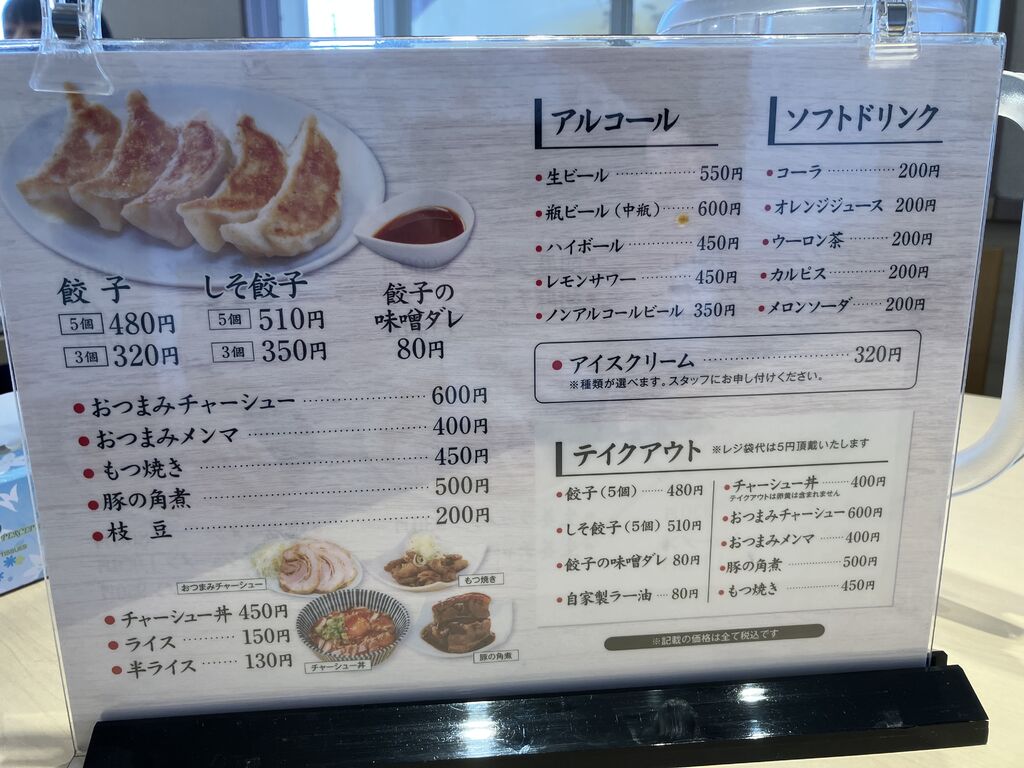 餃子
5個 480円
3個 320円
しそ餃子
5個 510円
3個 350円
餃子の
味噌ダレ
80円
●おつまみチャーシュー 600円
●おつまみメンマ 400円
●もつ焼き 450円
●豚の角煮 500円
●枝豆 200円
おつまみチャーシュー
もつ焼き
チャーシュー丼
豚の角煮
●チャーシュー丼 450円
●ライス 150円
●半ライス 130円
アルコール
●生ビール 550円
●瓶ビール(中瓶) 600円
●ハイボール 450円
●レモンサワー 450円
●ノンアルコールビール 350円
ソフトドリンク
●コーラ 200円
●オレンジジュース 200円
●ウーロン茶 200円
●カルピス 200円
●メロンソーダ 200円
●アイスクリーム 320円
※種類が選べます。スタッフにお申し付けください。
テイクアウト ※レジ袋代は5円頂戴いたします
●餃子(5個) 480円
●しそ餃子(5個) 510円
●餃子の味噌ダレ 80円
●自家製ラー油 80円
●チャーシュー丼 400円
テイクアウトは卵黄は含まれません
●おつまみチャーシュー 600円
●おつまみメンマ 400円
●豚の角煮 500円
●もつ焼き 450円
※記載の価格は全て税込です